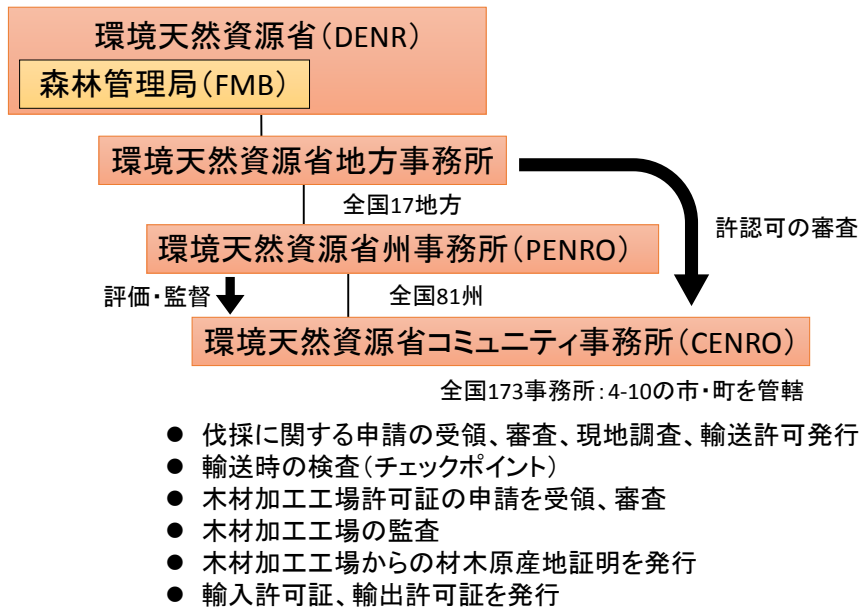 環境天然資源省（DENR）
森林管理局（FMB）
環境天然資源省地方事務所
全国17地方
許認可の審査
環境天然資源省州事務所（PENRO）
評価・監督
全国81州
環境天然資源省コミュニティ事務所（CENRO）
全国173事務所：4-10の市・町を管轄
● 伐採に関する申請の受領、審査、現地調査、輸送許可発行
● 輸送時の検査（チェックポイント）
● 木材加工工場許可証の申請を受領、審査
● 木材加工工場の監査
● 木材加工工場からの材木原産地証明を発行
● 輸入許可証、輸出許可証を発行